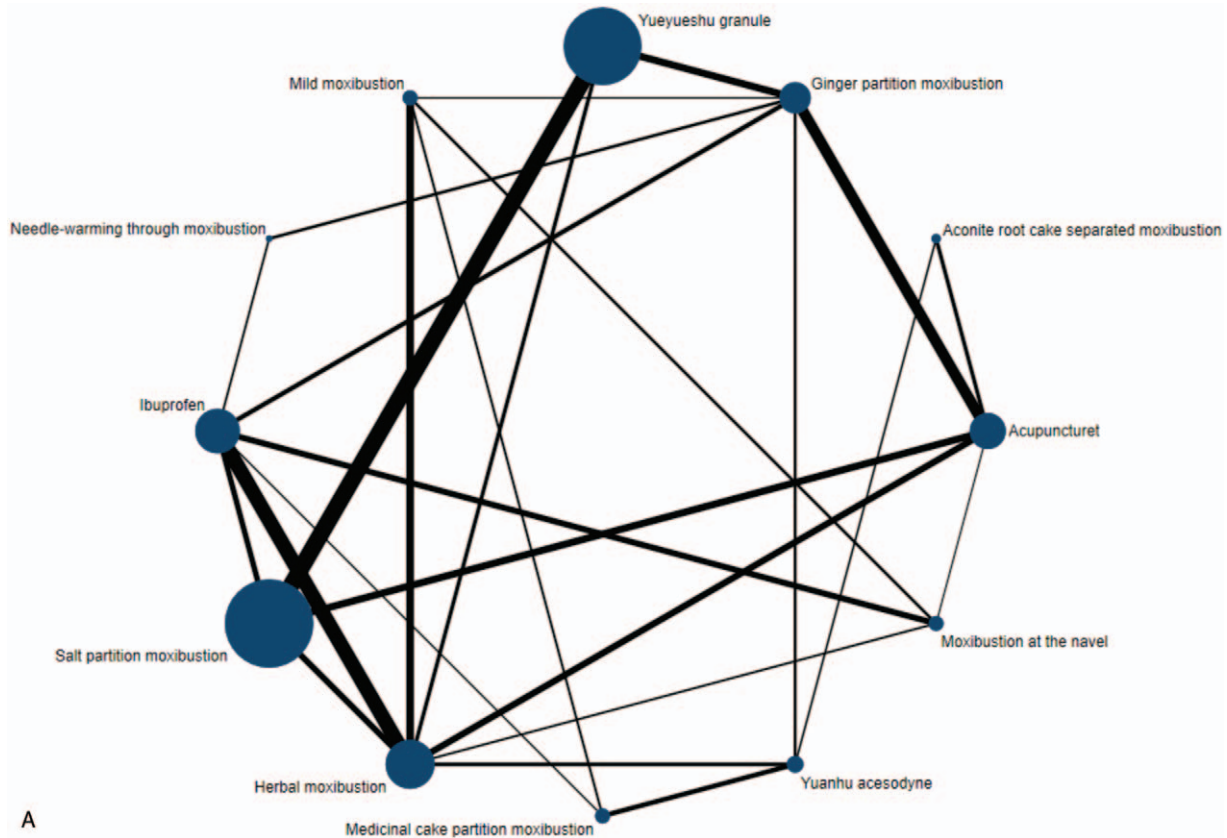 Yueyueshu granule
Mild moxibustion
Ginger partition moxibustion
Needle-warming through moxibustion
Aconite root cake separated moxibustion
Ibuprofen
Acupuncturet
Salt partition moxibustion
Moxibustion at the navel
Herbal moxibustion
Yuanhu acesodyne
Medicinal cake partition moxibustion
A